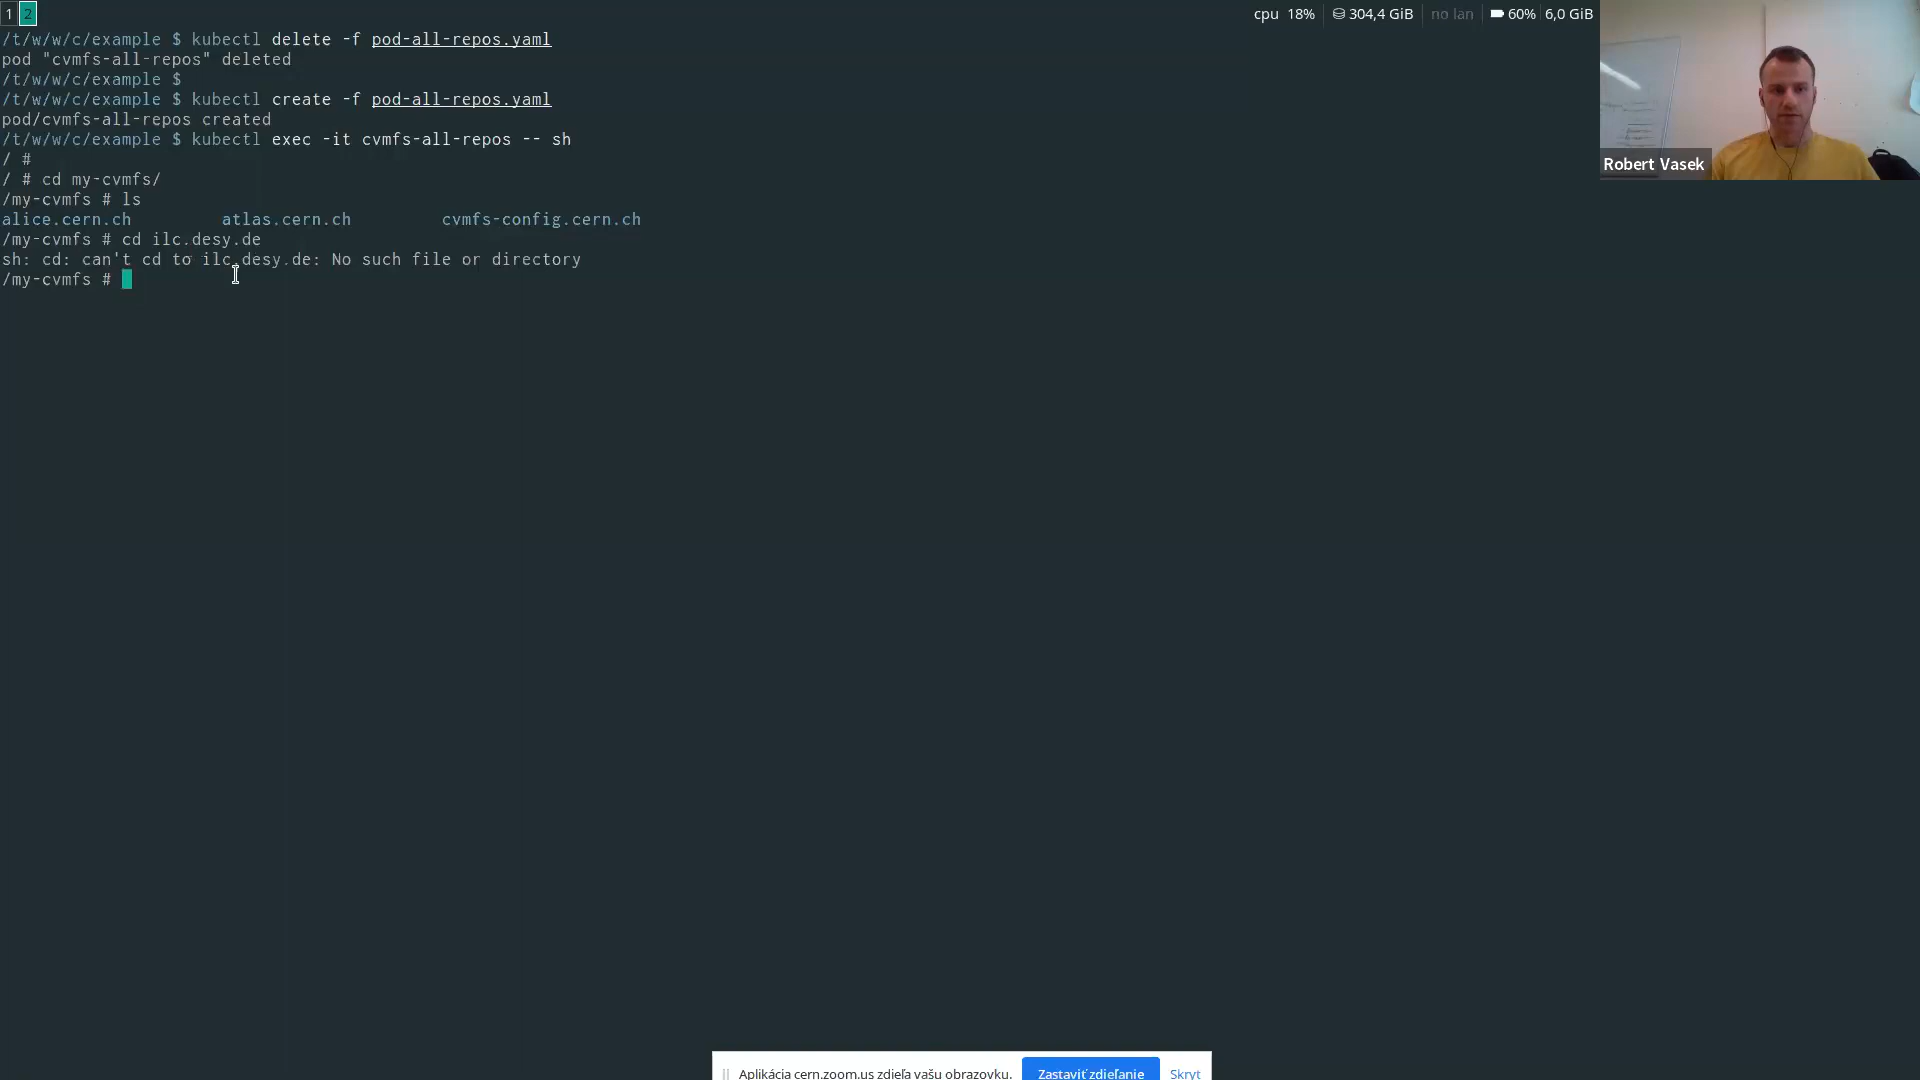 1 2
cpu 18% 304,4 GiB no lan 60% 6,0 GiB
/t/w/w/c/example $ kubectl delete -f pod-all-repos.yaml
pod "cvmfs-all-repos" deleted
/t/w/w/c/example $
/t/w/w/c/example $ kubectl create -f pod-all-repos.yaml
pod/cvmfs-all-repos created
/t/w/w/c/example $ kubectl exec -it cvmfs-all-repos -- sh
/ #
/ # cd my-cvmfs/
/my-cvmfs # ls
alice.cern.ch atlas.cern.ch cvmfs-config.cern.ch
/my-cvmfs # cd ilc.desy.de
sh: cd: can't cd to ilc.desy.de: No such file or directory
/my-cvmfs #
Robert Vasek
Aplikácia cern.zoom.us zdieľa vašu obrazovku. Zastaviť zdieľanie Skryť